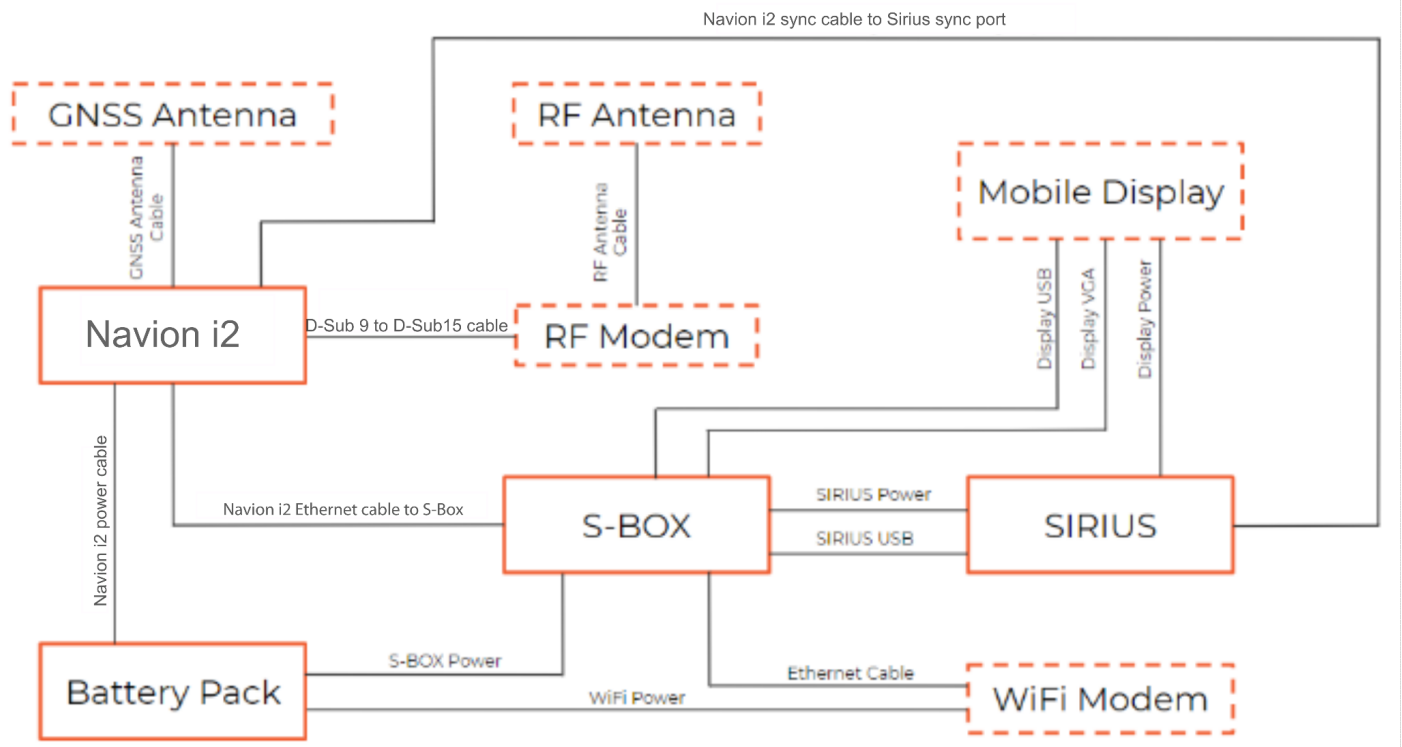 Navion i2 sync cable to Sirius sync port
GNSS Antenna
RF Antenna
Mobile Display
GNSS Antenna
Cable
RF Antenna
Cable
Display USB
Display VGA
Display Power
Navion i2
D-Sub 9 to D-Sub15 cable
RF Modem
Navion i2 power cable
Navion i2 Ethernet cable to S-Box
S-BOX
SIRIUS Power
SIRIUS USB
SIRIUS
Battery Pack
S-BOX Power
WiFi Power
Ethernet Cable
WiFi Modem